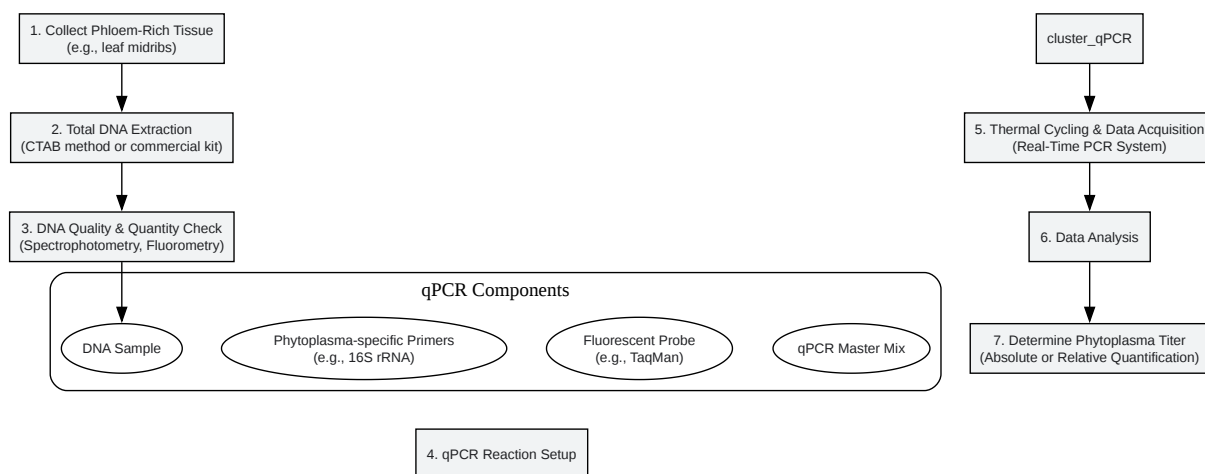 1. Collect Phloem-Rich Tissue
(e.g., leaf midribs)
2. Total DNA Extraction
(CTAB method or commercial kit)
3. DNA Quality & Quantity Check
(Spectrophotometry, Fluorometry)
qPCR Components
DNA Sample
Phytoplasma-specific Primers
(e.g., 16S rRNA)
Fluorescent Probe
(e.g., TaqMan)
qPCR Master Mix
4. qPCR Reaction Setup
cluster_qPCR
5. Thermal Cycling & Data Acquisition
(Real-Time PCR System)
6. Data Analysis
7. Determine Phytoplasma Titer
(Absolute or Relative Quantification)